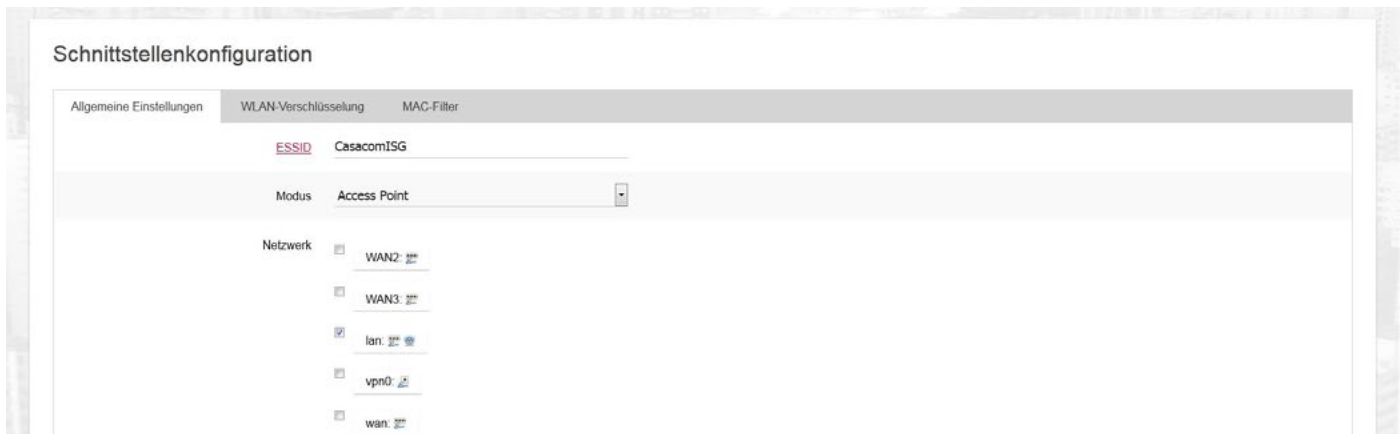 Schnittstellenkonfiguration
Allgemeine Einstellungen WLAN-Verschlüsselung MAC-Filter
ESSID CasacomISG
Modus Access Point
Netzwerk
WAN2:
WAN3:
lan:
vpn0:
wan: